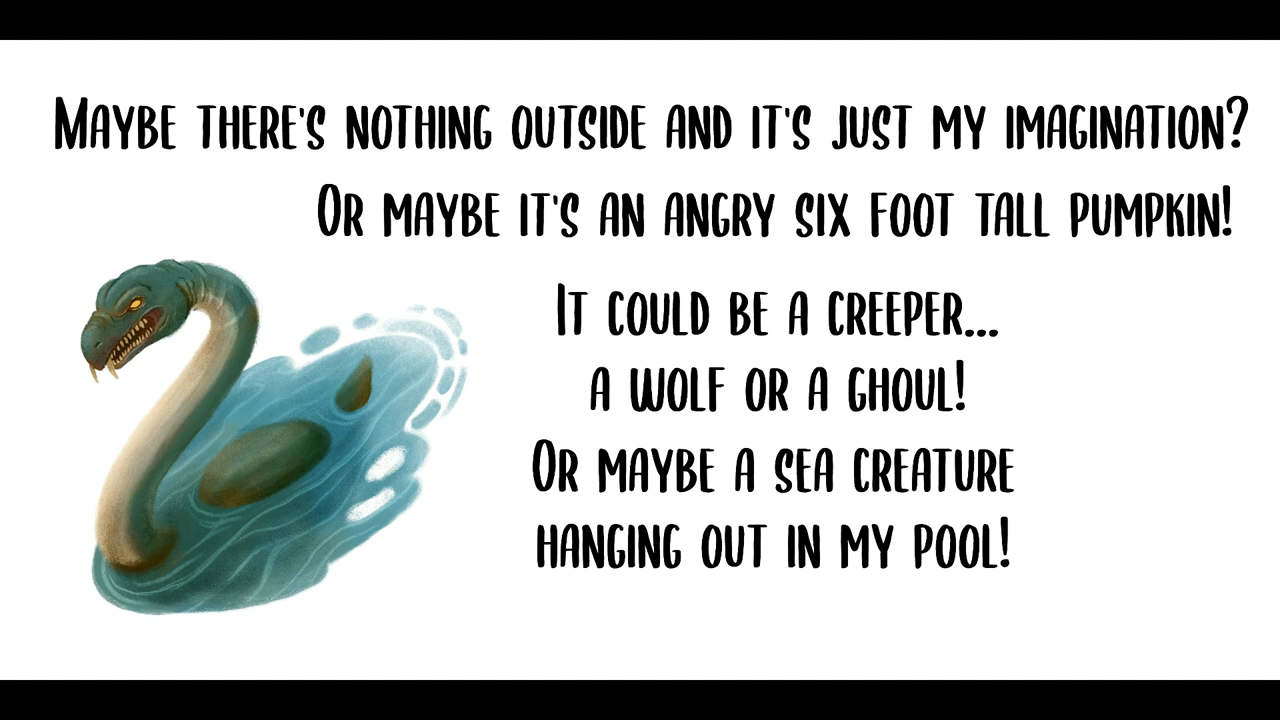 Maybe there's nothing outside and it's just my imagination?
Or maybe it's an angry six foot tall pumpkin!
It could be a creeper...
a wolf or a ghoul!
Or maybe a sea creature
hanging out in my pool!